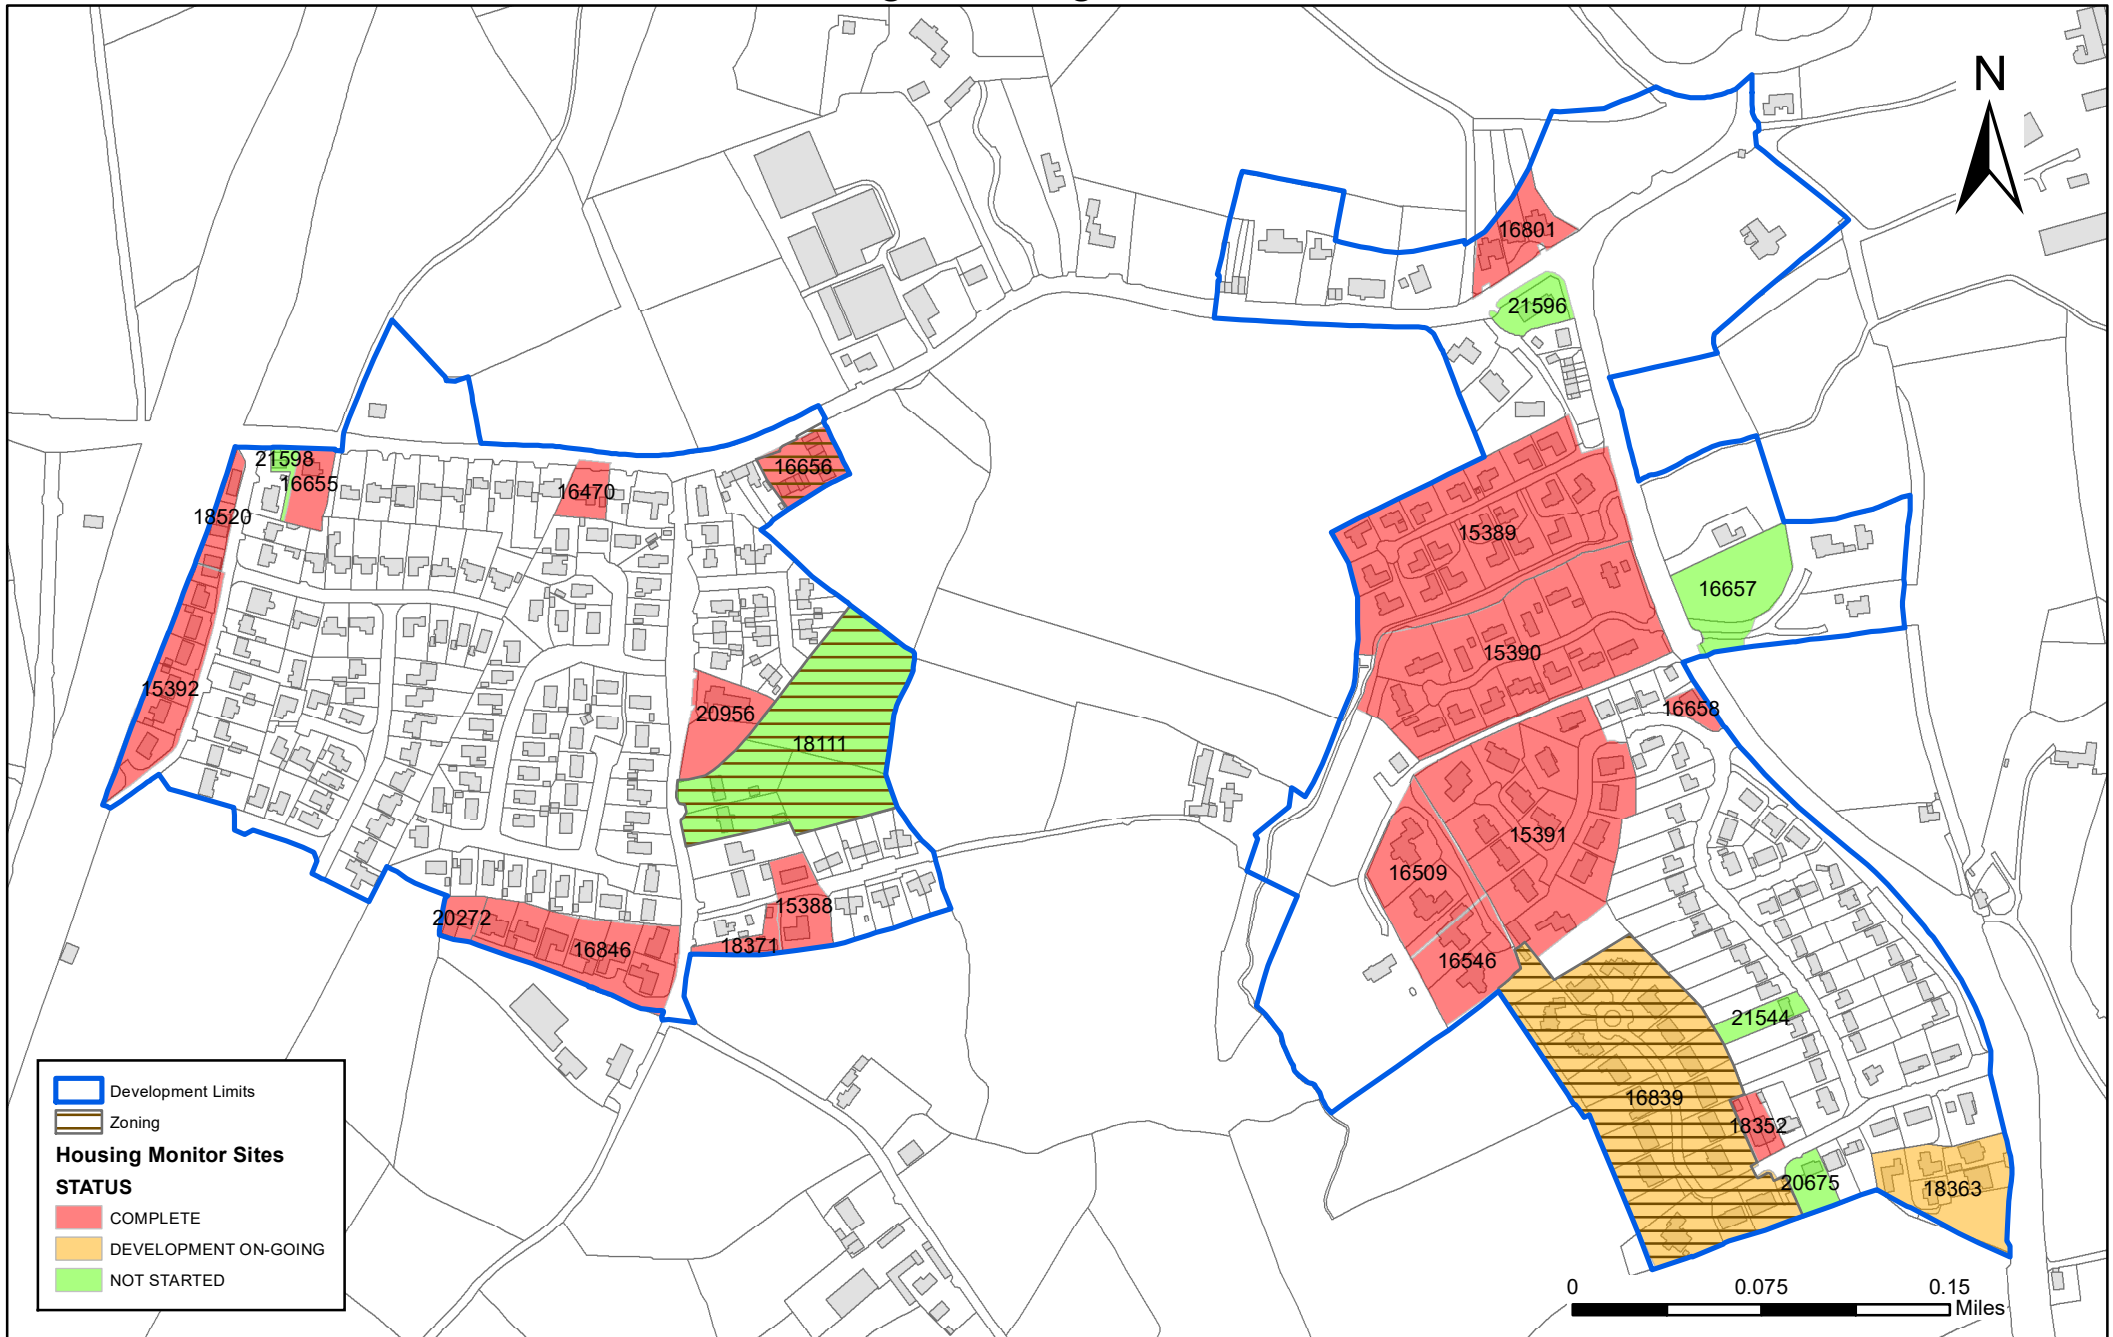 N
16801
21596
21598
16655
16470
16656
18520
15389
16657
15390
15392
20956
16658
18111
15391
16509
15388
20272
16846
18371
16546
21544
16839
18352
20675
18363
Development Limits
Zoning
Housing Monitor Sites
STATUS
COMPLETE
DEVELOPMENT ON-GOING
NOT STARTED
0 0.075 0.15
Miles